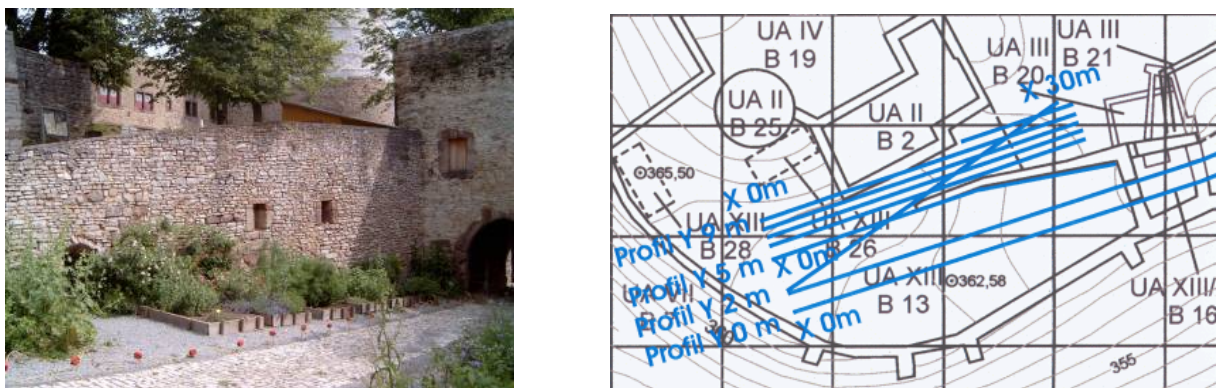 UA IV
B 19
UA III
B 20
UA III
B 21
X 30m
UA II
B 25
UA II
B 2
365,50
X 0m
UA XIII
B 28
UA XIII
B 26
Profil Y 5 m
X 0m
UA XIII
B 13
362,58
Profil Y 2 m
Profil Y 0 m
X 0m
UA XIII/
B 16
355